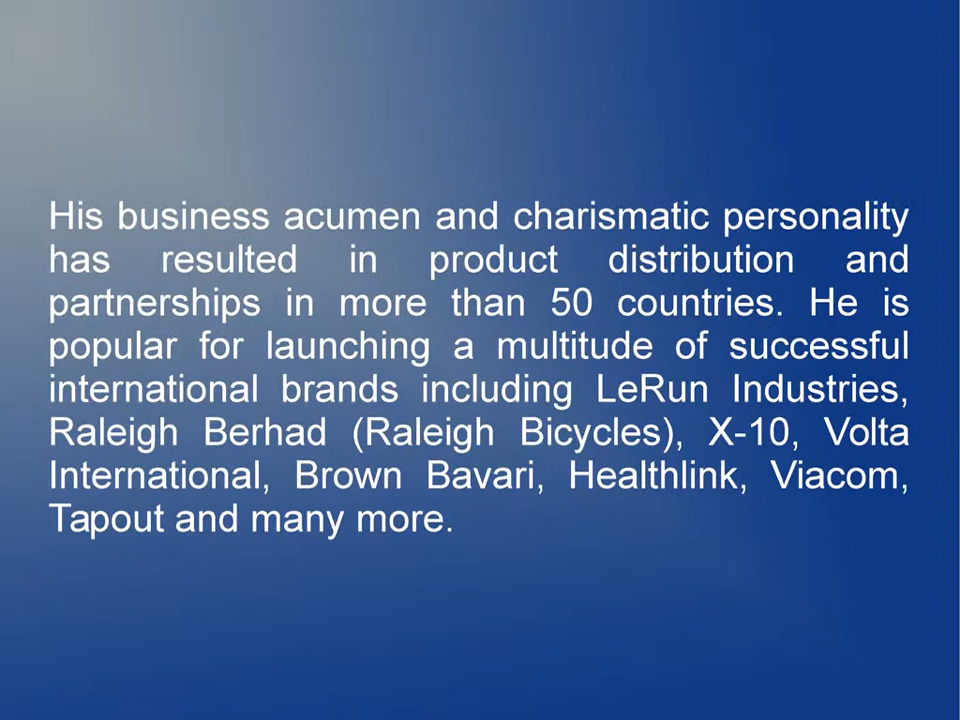 His business acumen and charismatic personality
has resulted in product distribution and
partnerships in more than 50 countries. He is
popular for launching a multitude of successful
international brands including LeRun Industries,
Raleigh Berhad (Raleigh Bicycles), X-10, Volta
International, Brown Bavari, Healthlink, Viacom,
Tapout and many more.